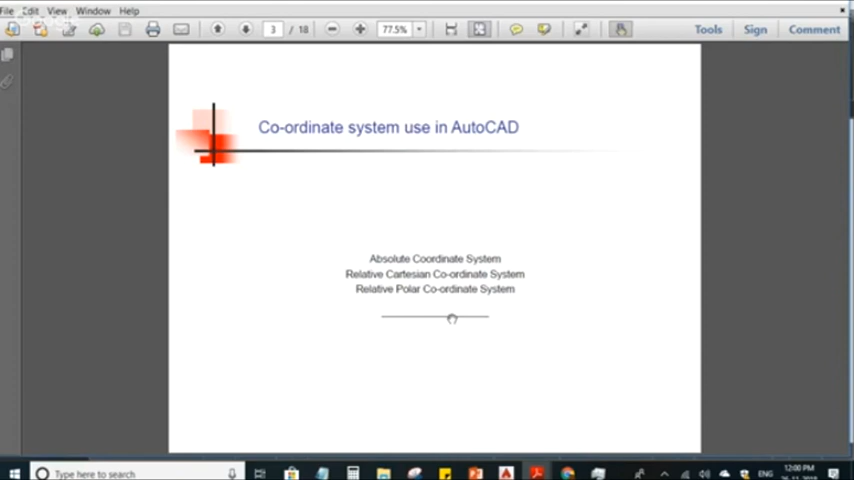 File Edit View Window Help
3 / 18
77.5%
Tools Sign Comment
Co-ordinate system use in AutoCAD
Absolute Coordinate System
Relative Cartesian Co-ordinate System
Relative Polar Co-ordinate System
Type here to search
ENG
12:00 PM